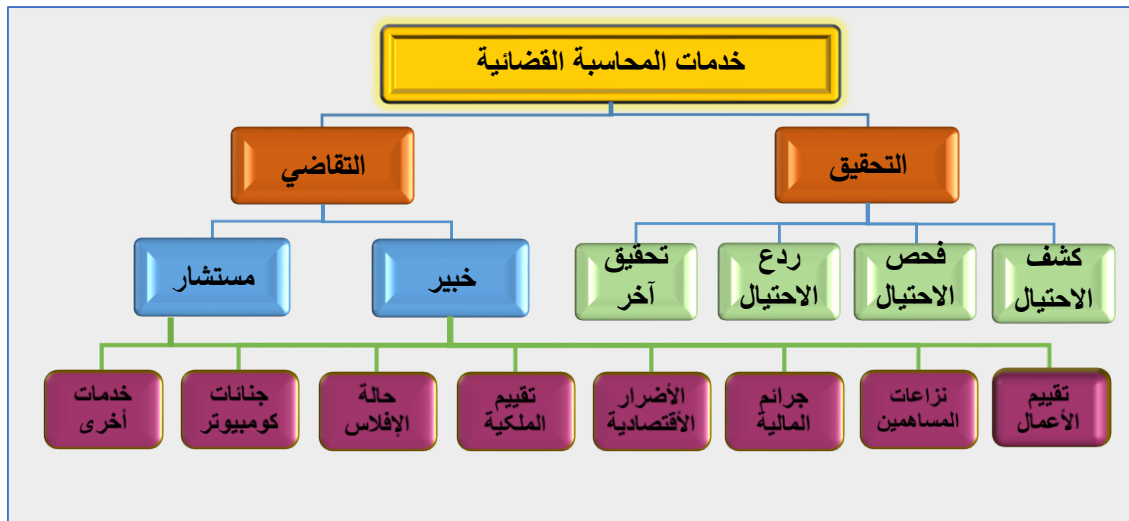 خدمات المحاسبة القضائية
التحقيق
التقاضي
كشف
الاحتيال
فحص
الاحتيال
ردع
الاحتيال
تحقيق
آخر
خبير
مستشار
تقييم
الأعمال
نزاعات
المساهمين
جرائم
المالية
الأضرار
الأقتصادية
تقييم
الملكية
حالة
الإفلاس
جنائات
كومبيوتر
خدمات
أخرى